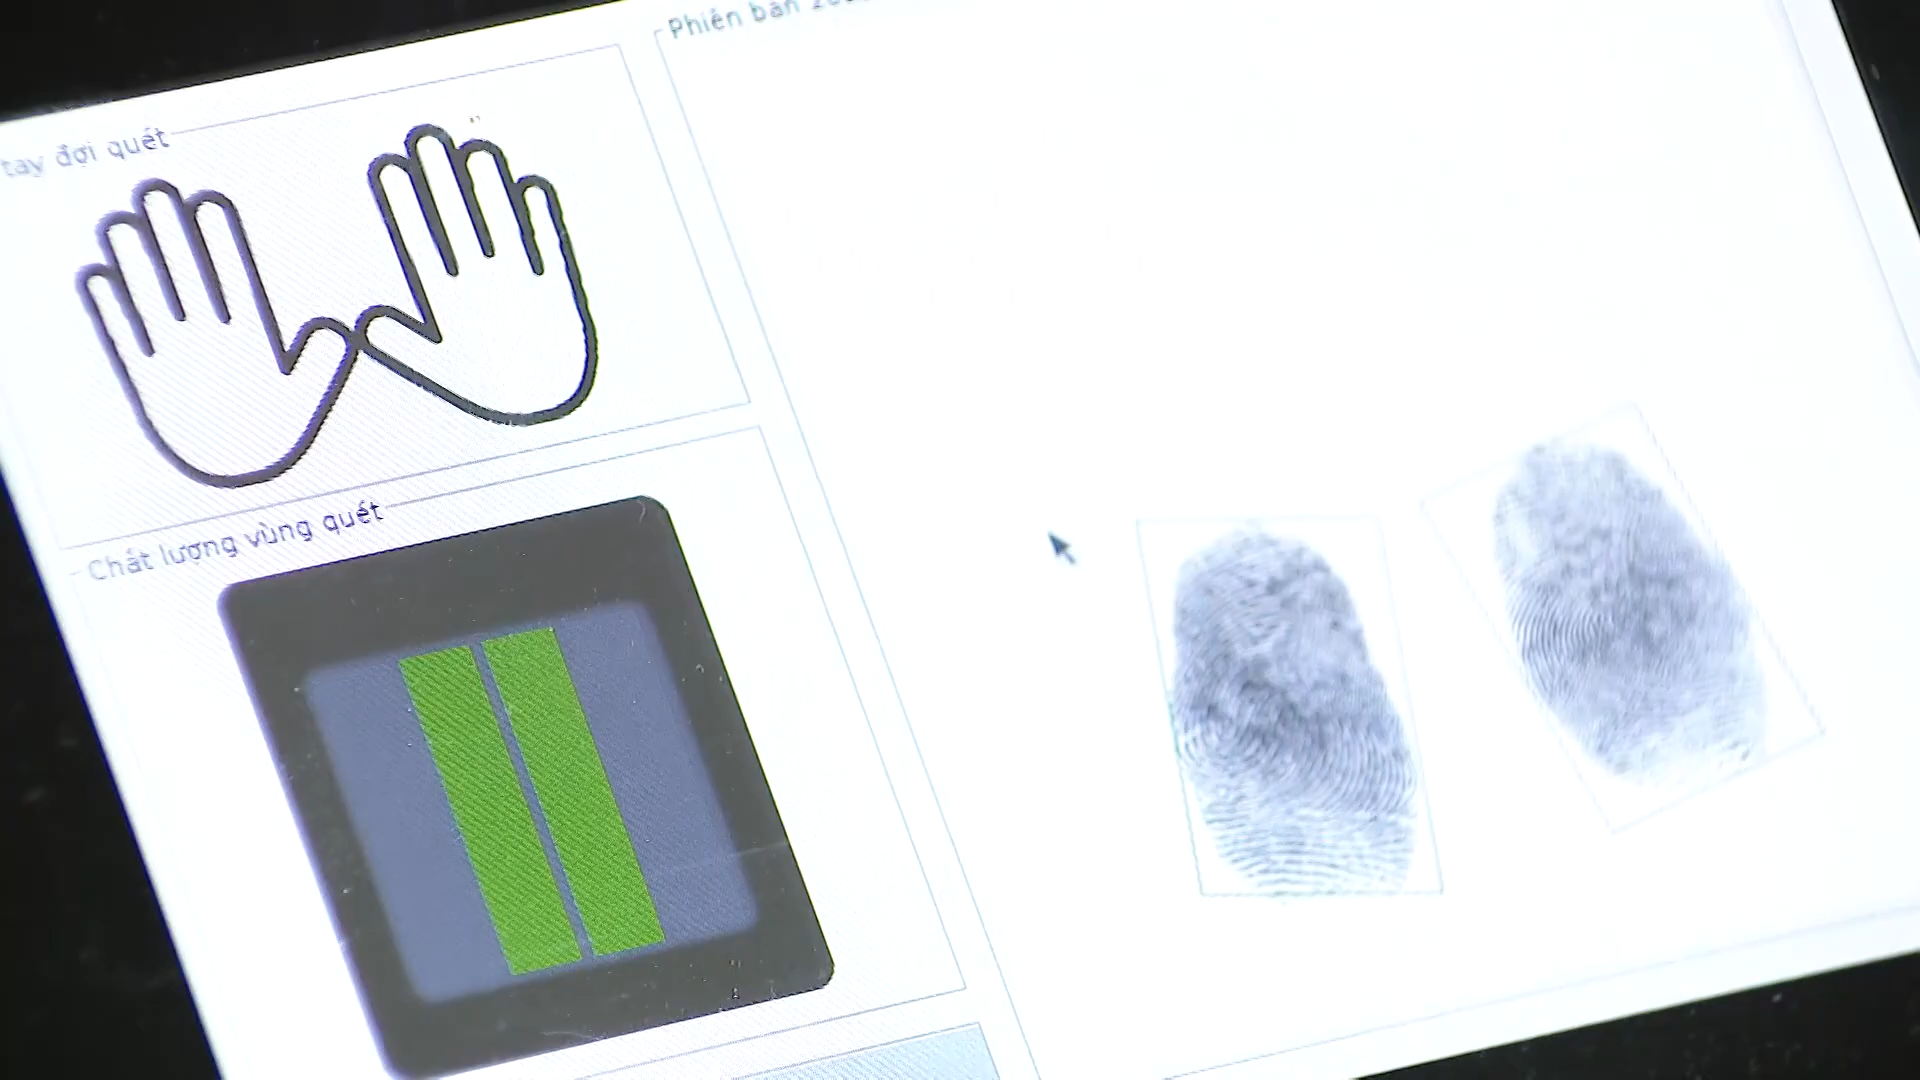 tay đợi quét
Phiên bản
Chất lượng vùng quét